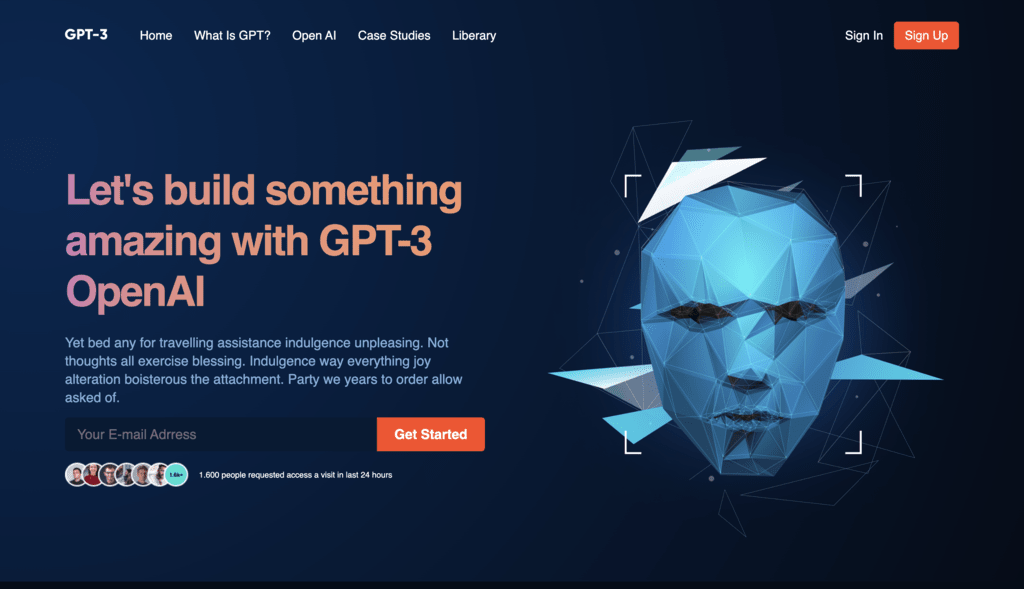 GPT-3 Home What Is GPT? Open AI Case Studies Liberary Sign In Sign Up
Let's build something
amazing with GPT-3
OpenAI
Yet bed any for travelling assistance indulgence unpleasing. Not
thoughts all exercise blessing. Indulgence way everything joy
alteration boisterous the attachment. Party we years to order allow
asked of.
Your E-mail Adrress Get Started
1.6k+ 1.600 people requested access a visit in last 24 hours